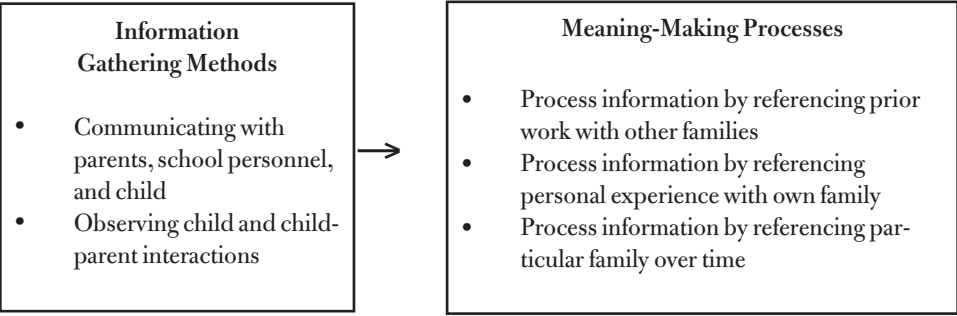 Information
Gathering Methods
• Communicating with
parents, school personnel,
and child
• Observing child and child-
parent interactions
Meaning-Making Processes
• Process information by referencing prior
work with other families
• Process information by referencing
personal experience with own family
• Process information by referencing par-
ticular family over time